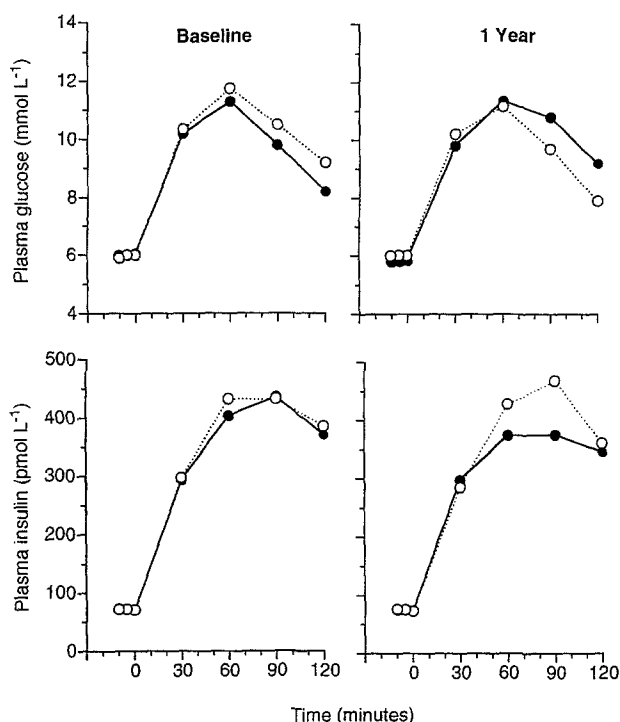 Baseline
1 Year
Plasma glucose (mmol L⁻¹)
14
12
10
8
6
4
Plasma insulin (pmol L⁻¹)
500
400
300
200
100
0
0 30 60 90 120
0 30 60 90 120
Time (minutes)